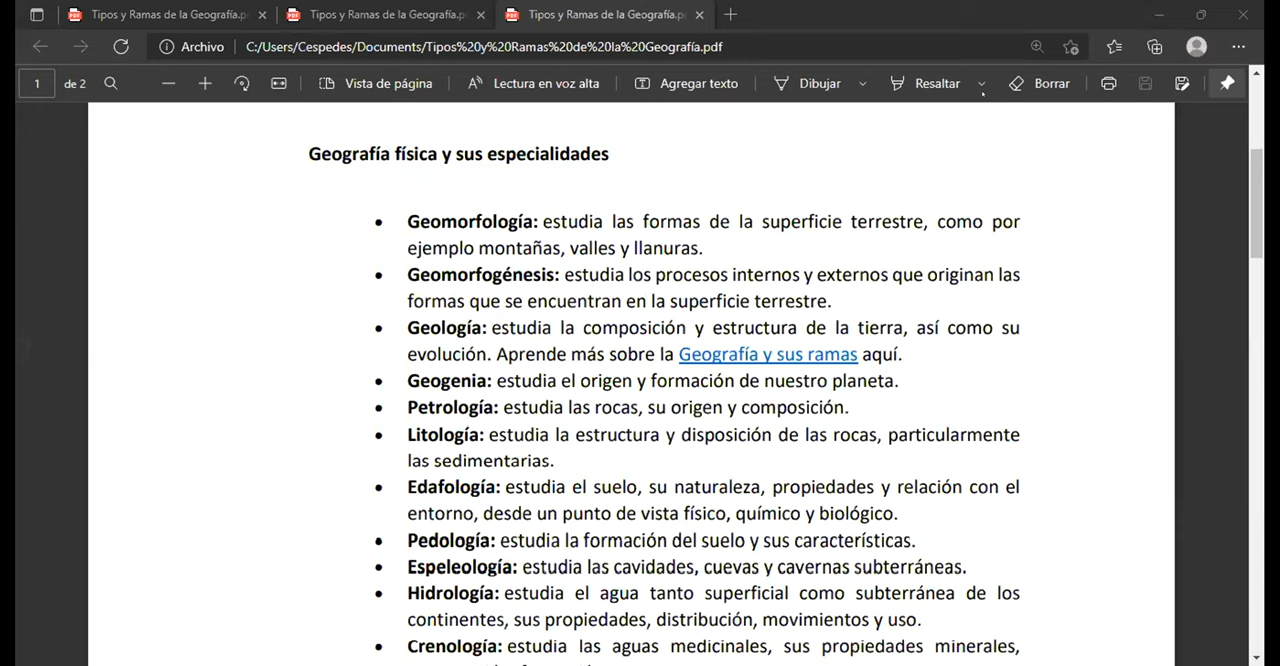 Tipos y Ramas de la Geografía.p
Tipos y Ramas de la Geografía.p
Tipos y Ramas de la Geografía.p
Archivo
C:/Users/Cespedes/Documents/Tipos%20y%20Ramas%20de%20la%20Geografía.pdf
1 de 2
Vista de página
Lectura en voz alta
Agregar texto
Dibujar
Resaltar
Borrar
Geografía física y sus especialidades
• Geomorfología: estudia las formas de la superficie terrestre, como por
ejemplo montañas, valles y llanuras.
• Geomorfogénesis: estudia los procesos internos y externos que originan las
formas que se encuentran en la superficie terrestre.
• Geología: estudia la composición y estructura de la tierra, así como su
evolución. Aprende más sobre la Geografía y sus ramas aquí.
• Geogenia: estudia el origen y formación de nuestro planeta.
• Petrología: estudia las rocas, su origen y composición.
• Litología: estudia la estructura y disposición de las rocas, particularmente
las sedimentarias.
• Edafología: estudia el suelo, su naturaleza, propiedades y relación con el
entorno, desde un punto de vista físico, químico y biológico.
• Pedología: estudia la formación del suelo y sus características.
• Espeleología: estudia las cavidades, cuevas y cavernas subterráneas.
• Hidrología: estudia el agua tanto superficial como subterránea de los
continentes, sus propiedades, distribución, movimientos y uso.
• Crenología: estudia las aguas medicinales, sus propiedades minerales,